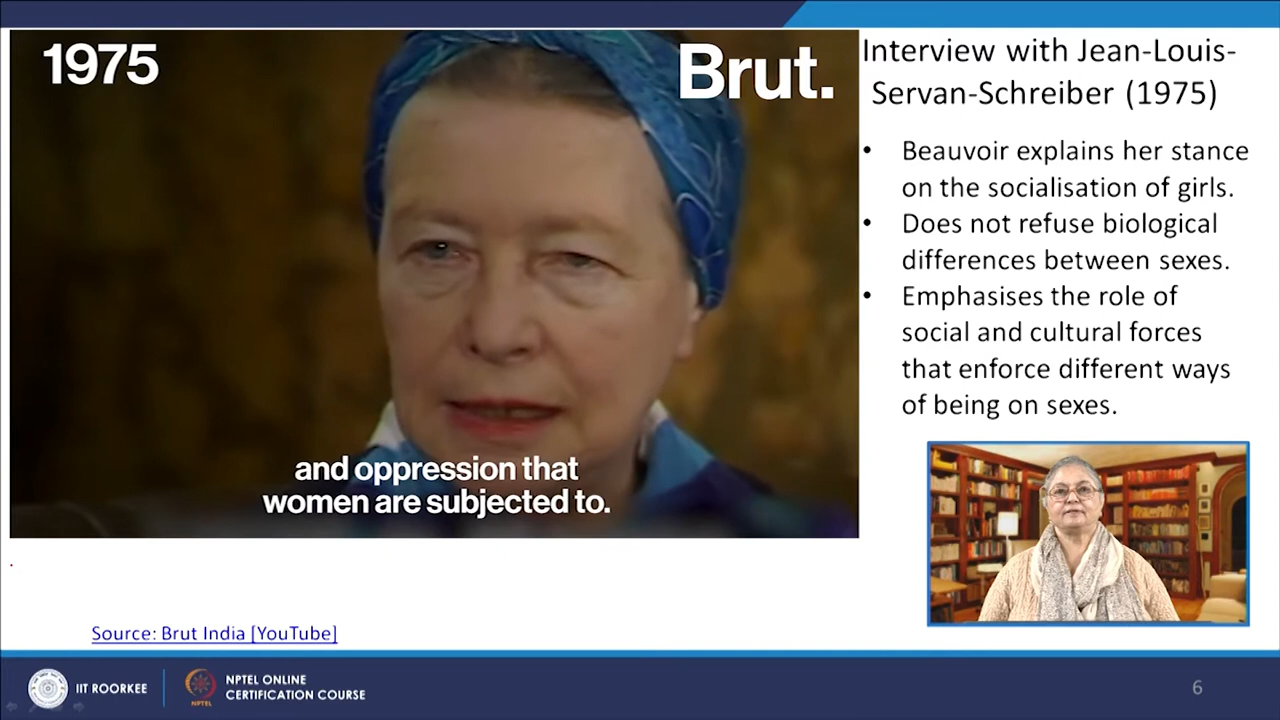 1975
Brut.
and oppression that
women are subjected to.
Interview with Jean-Louis-
Servan-Schreiber (1975)
• Beauvoir explains her stance
on the socialisation of girls.
• Does not refuse biological
differences between sexes.
• Emphasises the role of
social and cultural forces
that enforce different ways
of being on sexes.
Source: Brut India [YouTube]
IIT ROORKEE
NPTEL
NPTEL ONLINE
CERTIFICATION COURSE
6